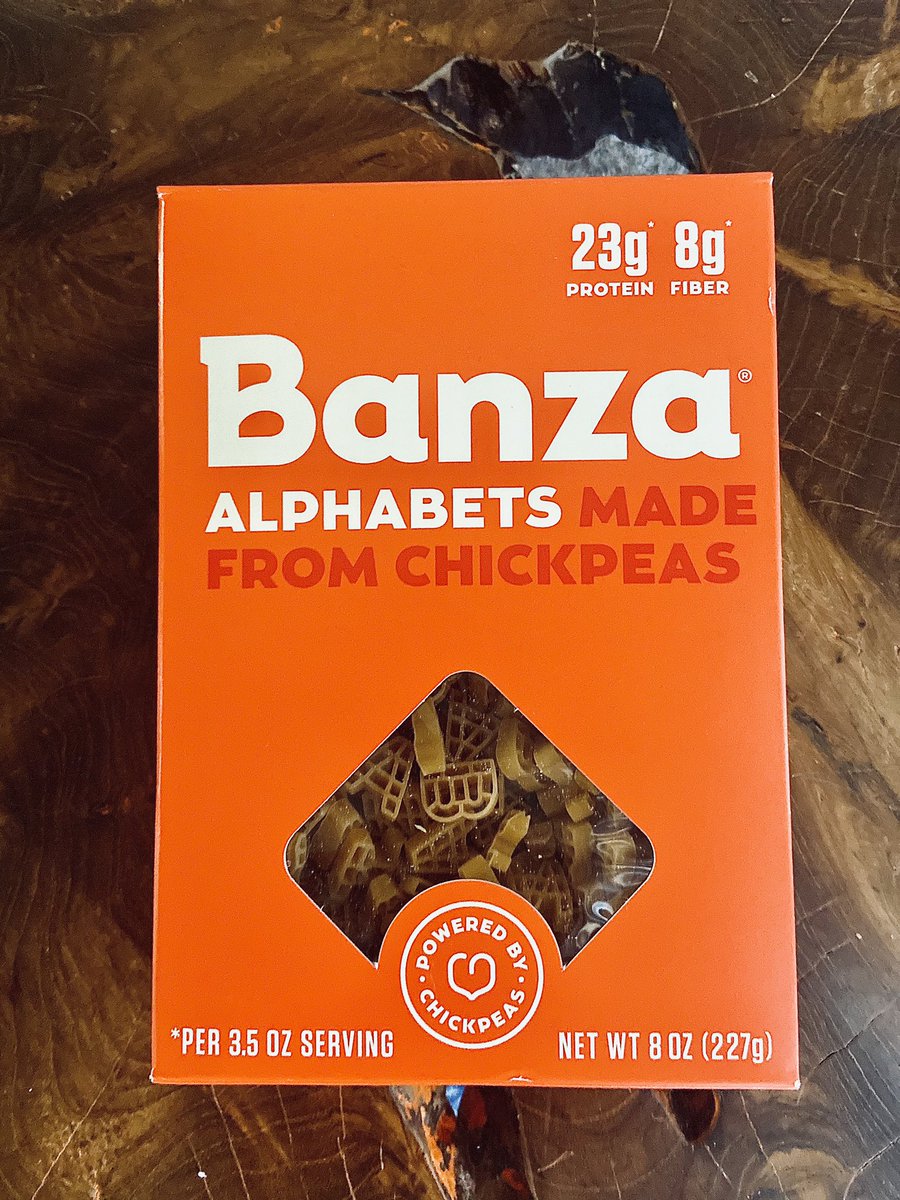 23g* 8g*
PROTEIN FIBER
Banza®
ALPHABETS MADE
FROM CHICKPEAS
· POWERED BY ·
CHICKPEAS
*PER 3.5 OZ SERVING
NET WT 8 OZ (227g)